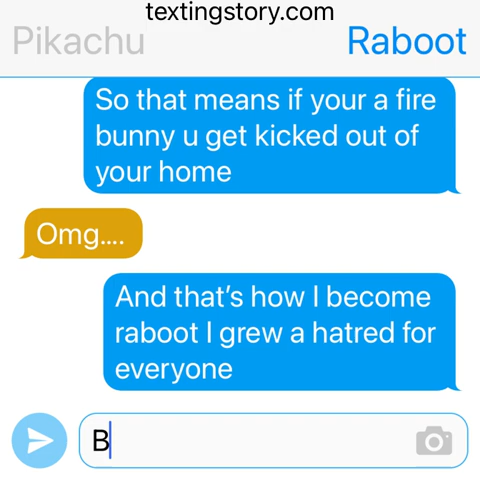 textingstory.com
Pikachu
Raboot
So that means if your a fire
bunny u get kicked out of
your home
Omg....
And that’s how I become
raboot I grew a hatred for
everyone
B